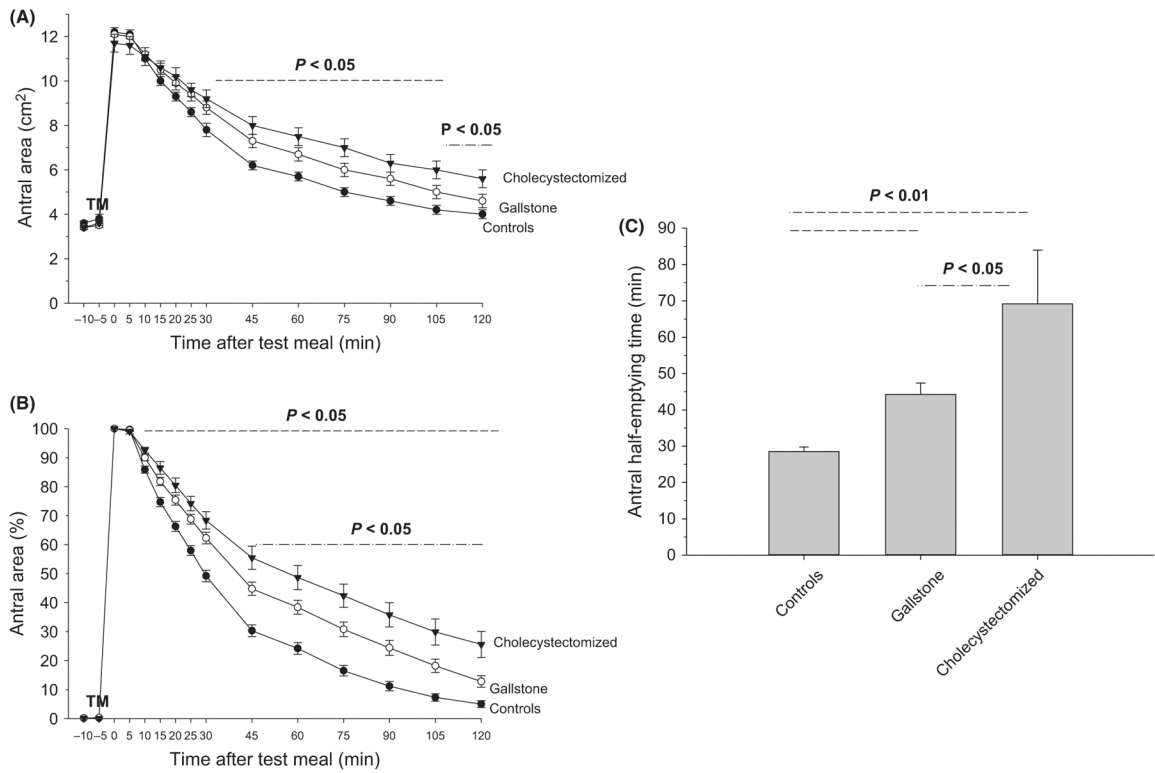 (A)
12
10
8
6
4
2
0
Antral area (cm²)
P < 0.05
P < 0.05
TM
Cholecystectomized
Gallstone
Controls
–10 –5 0 5 10 15 20 25 30 45 60 75 90 105 120
Time after test meal (min)
(B)
100
90
80
70
60
50
40
30
20
10
0
Antral area (%)
P < 0.05
P < 0.05
TM
Cholecystectomized
Gallstone
Controls
–10 –5 0 5 10 15 20 25 30 45 60 75 90 105 120
Time after test meal (min)
(C)
P < 0.01
P < 0.05
90
80
70
60
50
40
30
20
10
0
Antral half-emptying time (min)
Controls
Gallstone
Cholecystectomized